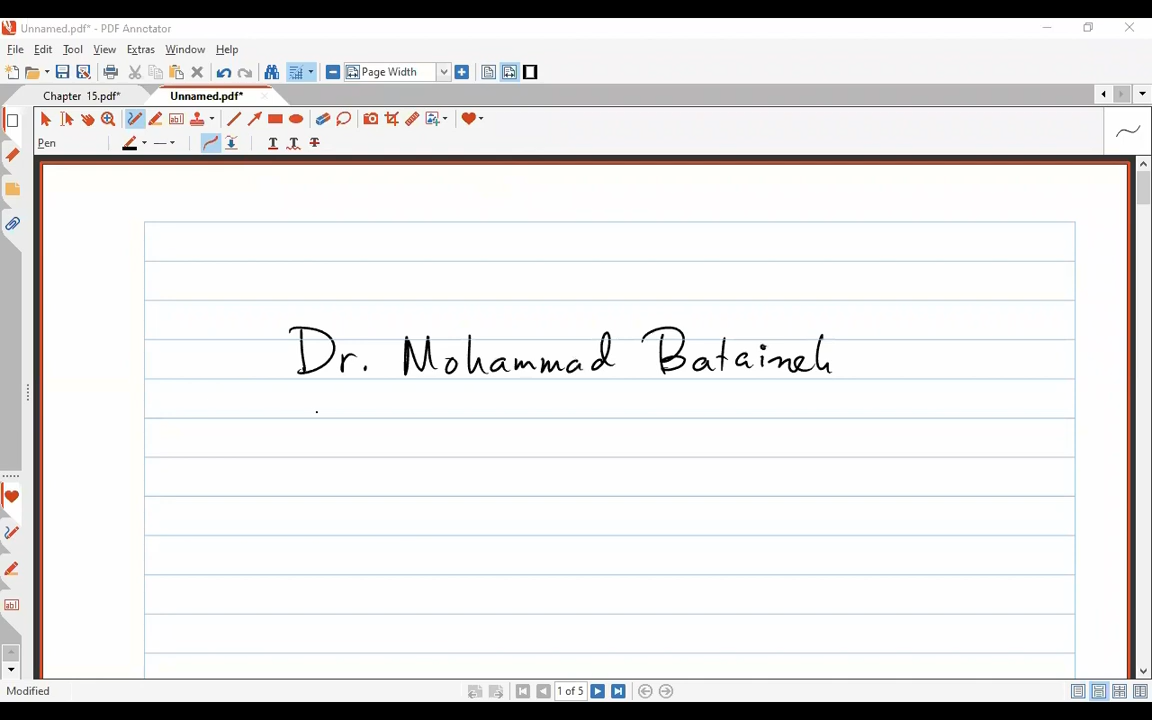 Unnamed.pdf* - PDF Annotator
File Edit Tool View Extras Window Help
Page Width
Chapter 15.pdf* Unnamed.pdf*
Pen
Dr. Mohammad Bataineh
Modified 1 of 5